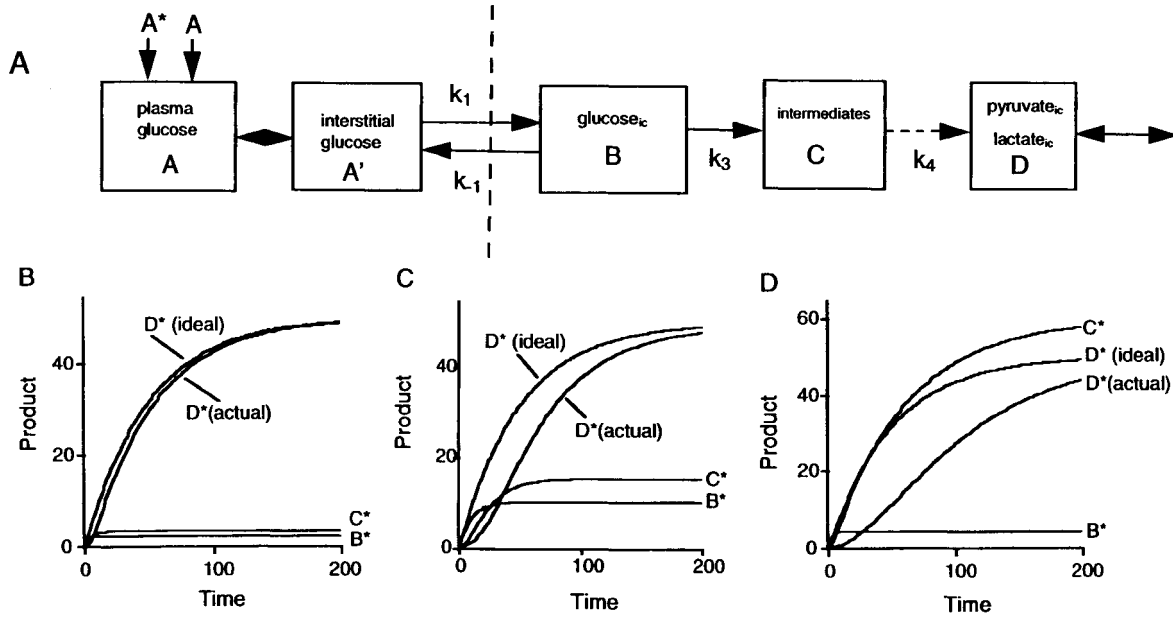 A
A* A
plasma
glucose
A
interstitial
glucose
A'
k1
k-1
glucoseic
B
k3
intermediates
C
k4
pyruvateic
lactateic
D
B
Product
40
20
0
D* (ideal)
D*(actual)
C*
B*
0 100 200
Time
C
Product
40
20
0
D* (ideal)
D*(actual)
C*
B*
0 100 200
Time
D
Product
60
40
20
0
C*
D* (ideal)
D*(actual)
B*
0 100 200
Time